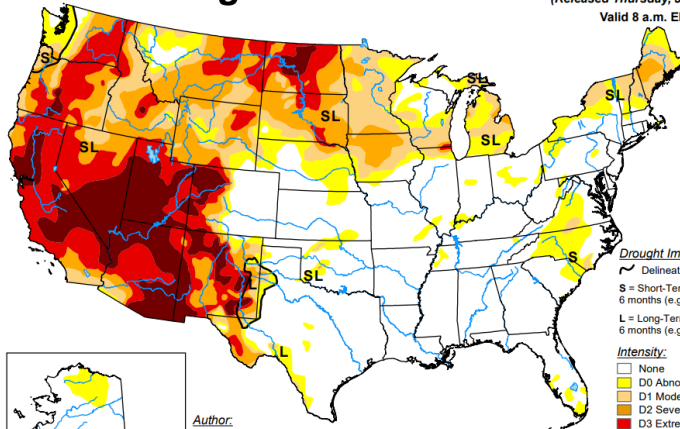 (Released Thursday,
Valid 8 a.m.
S
SL
SL
SL
SL
SL
SL
S
L
SL
L
Drought
Delineat
S = Short-Ter
6 months (e.g
L = Long-Ter
6 months (e.g
Intensity:
None
D0 Abno
D1 Mode
D2 Seve
D3 Extre
Author: